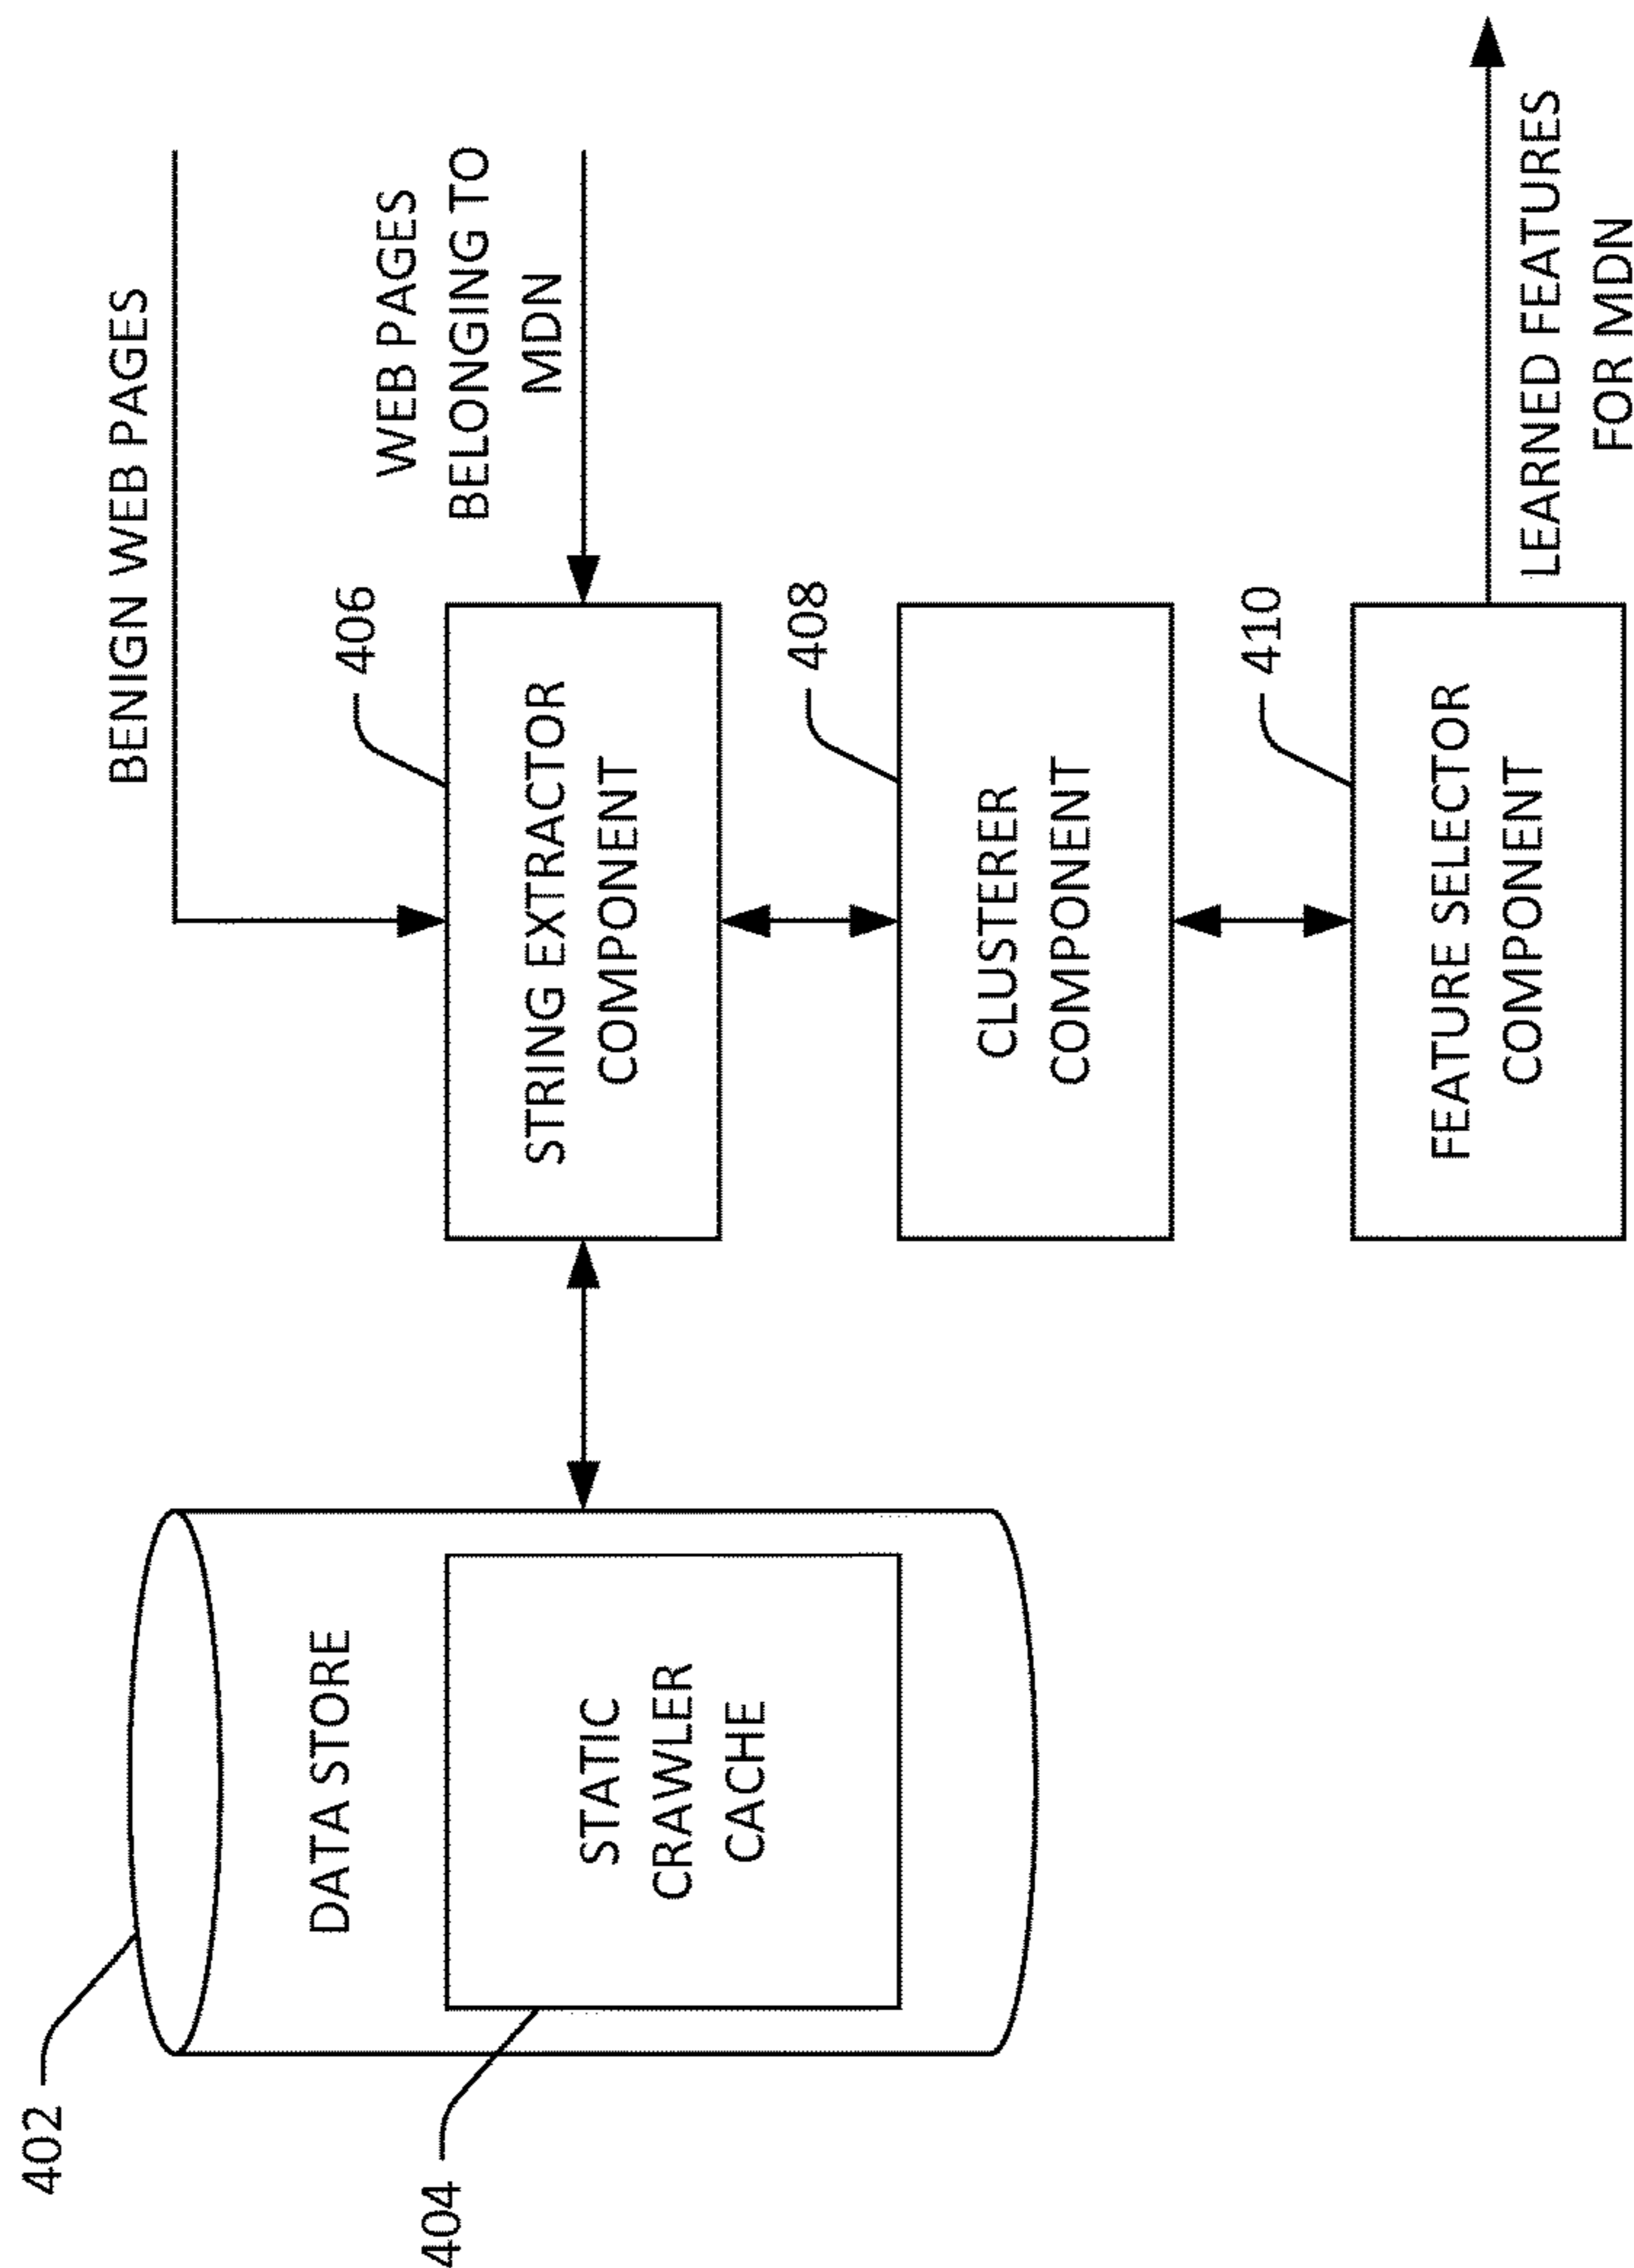 402
DATA STORE
404
STATIC
CRAWLER
CACHE
BENIGN WEB PAGES
406
STRING EXTRACTOR
COMPONENT
WEB PAGES
BELONGING TO
MDN
408
CLUSTERER
COMPONENT
410
FEATURE SELECTOR
COMPONENT
LEARNED FEATURES
FOR MDN